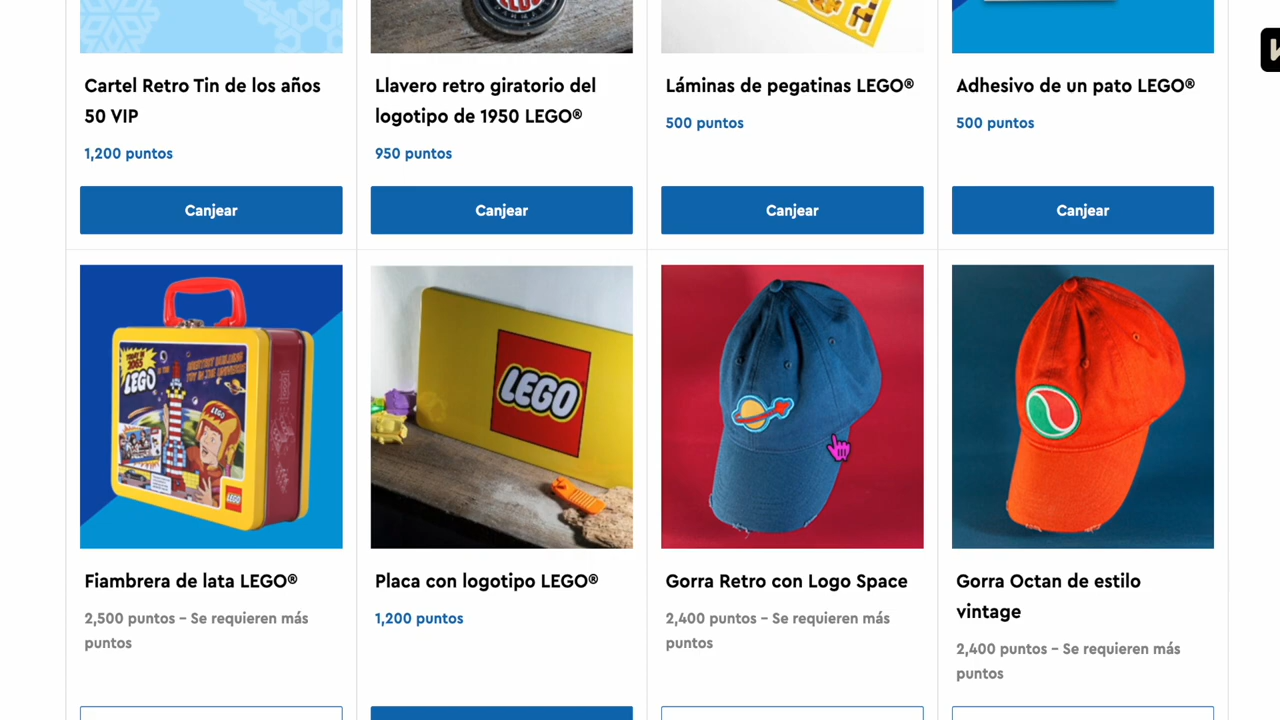 Cartel Retro Tin de los años
50 VIP
1,200 puntos
Canjear
Llavero retro giratorio del
logotipo de 1950 LEGO®
950 puntos
Canjear
Láminas de pegatinas LEGO®
500 puntos
Canjear
Adhesivo de un pato LEGO®
500 puntos
Canjear
LEGO
LEGO
LEGO
Fiambrera de lata LEGO®
2,500 puntos – Se requieren más
puntos
LEGO
Placa con logotipo LEGO®
1,200 puntos
Gorra Retro con Logo Space
2,400 puntos – Se requieren más
puntos
Gorra Octan de estilo
vintage
2,400 puntos – Se requieren más
puntos